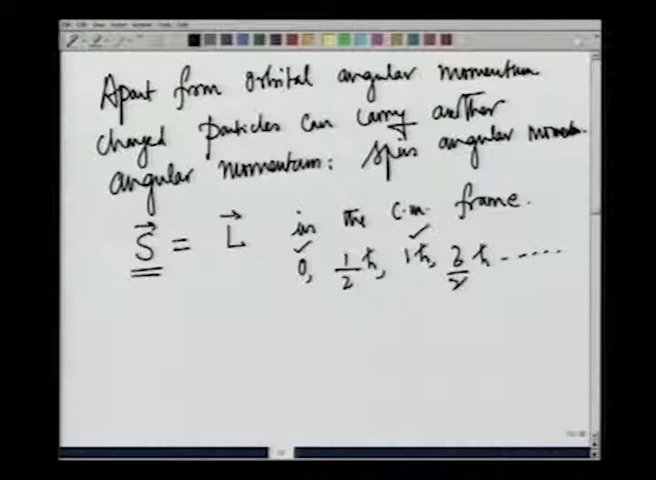 Apart from orbital angular momentum
charged particles can carry another
angular momentum: spin angular momentum.
S⃗ = L⃗ in the c.m. frame.
0, 1/2 ħ, 1ħ, 3/2 ħ ------